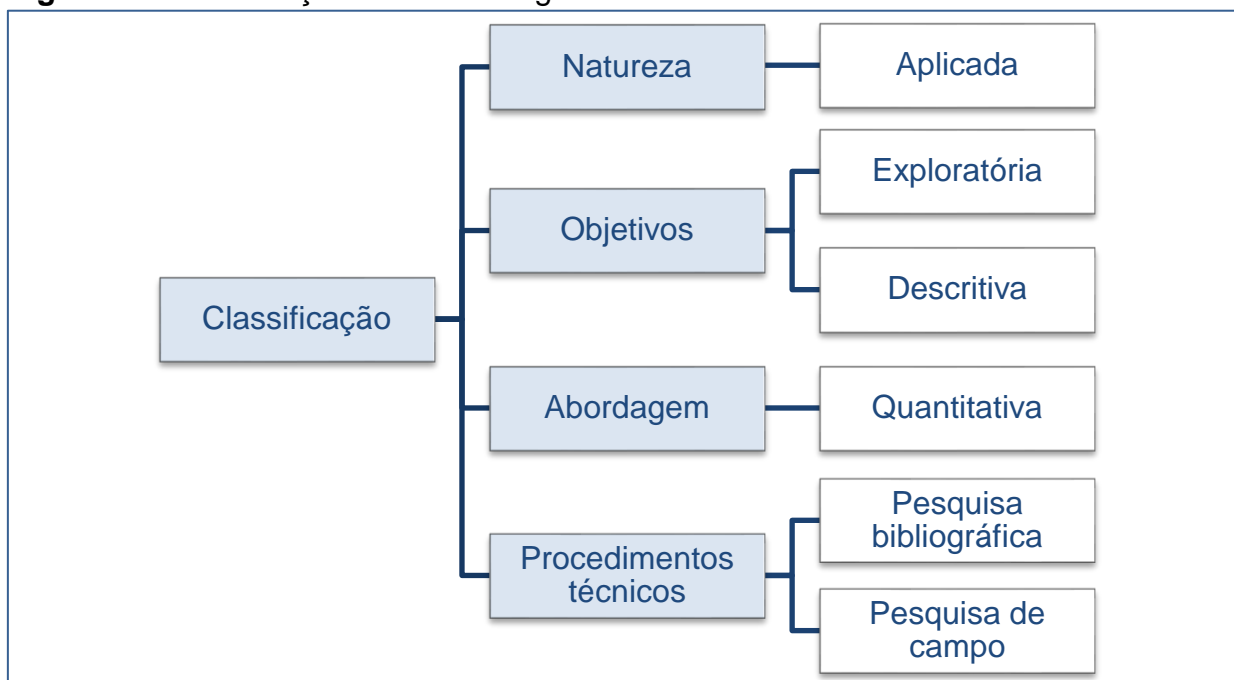 Natureza
Aplicada
Exploratória
Objetivos
Descritiva
Classificação
Abordagem
Quantitativa
Pesquisa
bibliográfica
Procedimentos
técnicos
Pesquisa de
campo